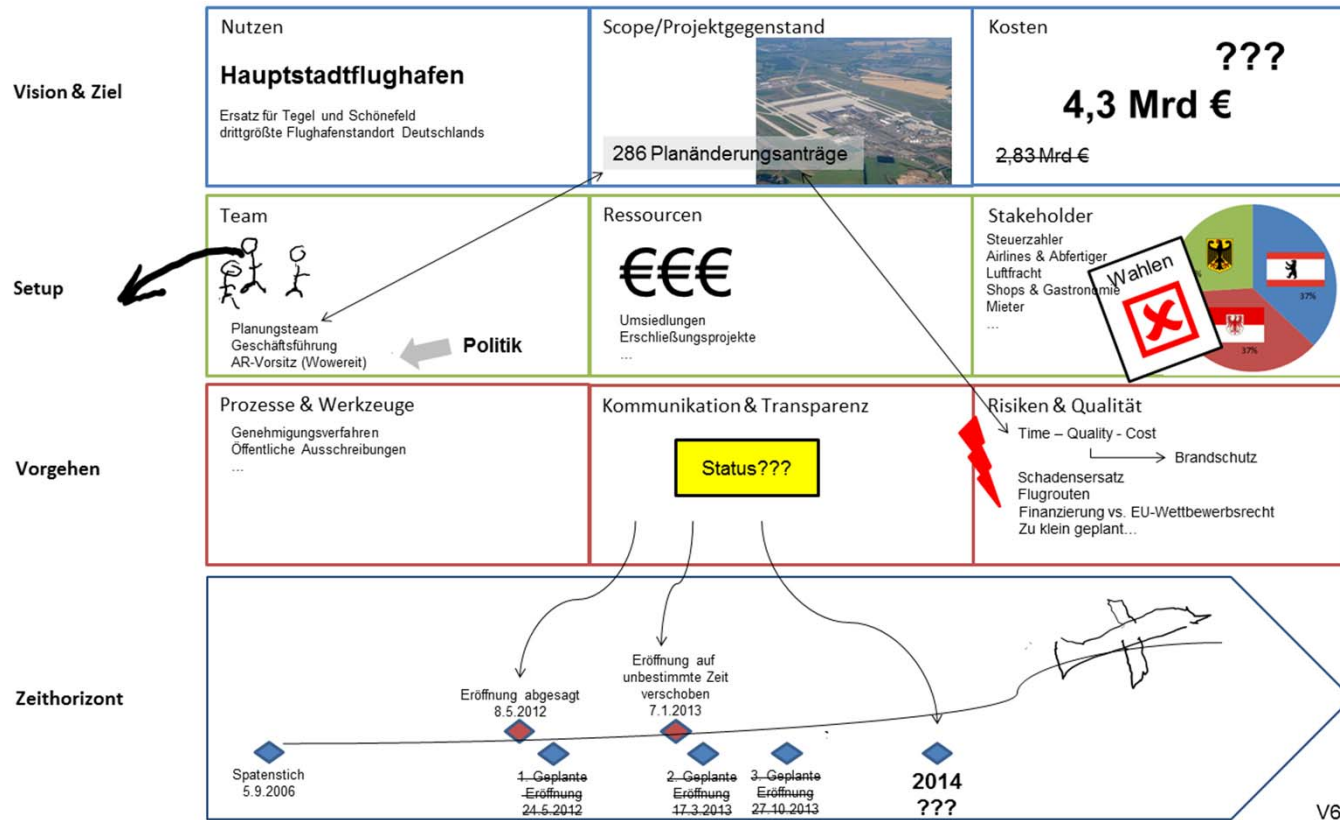 Vision & Ziel
Nutzen
Hauptstadtflughafen
Ersatz für Tegel und Schönefeld
drittgrößte Flughafenstandort Deutschlands
Scope/Projektgegenstand
286 Planänderungsanträge
Kosten
???
4,3 Mrd €
2,83 Mrd €
Setup
Team
Planungsteam
Geschäftsführung
AR-Vorsitz (Wowereit)
Politik
Ressourcen
€€€
Umsiedlungen
Erschließungsprojekte
...
Stakeholder
Steuerzahler
Airlines & Abfertiger
Luftfracht
Shops & Gastronomie
Mieter
...
Wahlen
%
37%
37%
Vorgehen
Prozesse & Werkzeuge
Genehmigungsverfahren
Öffentliche Ausschreibungen
...
Kommunikation & Transparenz
Status???
Risiken & Qualität
Time – Quality - Cost
Brandschutz
Schadensersatz
Flugrouten
Finanzierung vs. EU-Wettbewerbsrecht
Zu klein geplant...
Zeithorizont
Spatenstich
5.9.2006
Eröffnung abgesagt
8.5.2012
1. Geplante
Eröffnung
24.5.2012
Eröffnung auf
unbestimmte Zeit
verschoben
7.1.2013
2. Geplante
Eröffnung
17.3.2013
3. Geplante
Eröffnung
27.10.2013
2014
???
V6